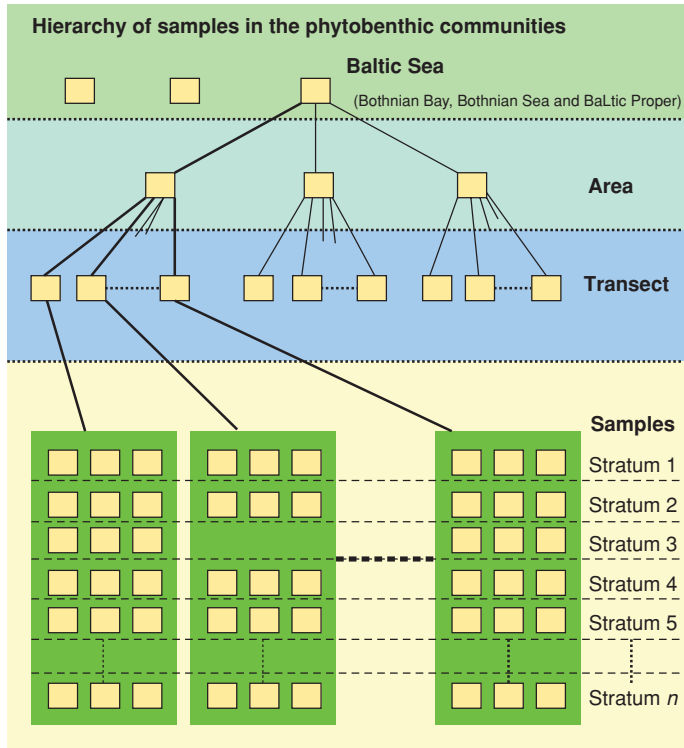 Hierarchy of samples in the phytobenthic communities
Baltic Sea
(Bothnian Bay, Bothnian Sea and BaLtic Proper)
Area
Transect
Samples
Stratum 1
Stratum 2
Stratum 3
Stratum 4
Stratum 5
Stratum n